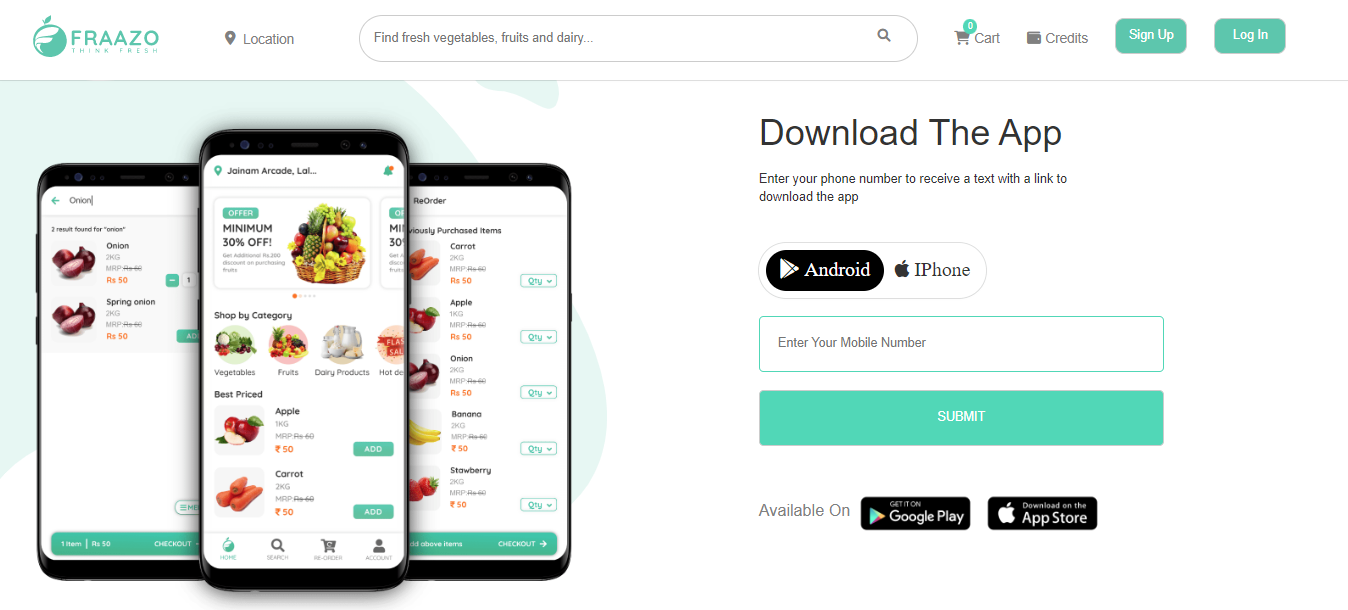 FRAAZO
THINK FRESH
Location
Find fresh vegetables, fruits and dairy...
0
Cart
Credits
Sign Up
Log In
Onion
2 result found for "onion"
Onion
2KG
MRP:Rs 60
Rs 50
1
Spring onion
2KG
MRP:Rs 60
Rs 50
AD
1 Item | Rs 50
CHECKOUT
Jainam Arcade, Lal...
OFFER
MINIMUM
30% OFF!
Get Additional Rs.200
discount on purchasing
fruits
Shop by Category
Vegetables
Fruits
Dairy Products
Hot de
Best Priced
Apple
1KG
MRP:Rs 60
₹ 50
ADD
Carrot
2KG
MRP:Rs 60
₹ 50
ADD
HOME
SEARCH
RE-ORDER
ACCOUNT
ReOrder
viously Purchased Items
Carrot
2KG
MRP:Rs 60
Rs 50
Qty
Apple
1KG
MRP:Rs 60
Rs 50
Qty
Onion
2KG
MRP:Rs 60
Rs 50
Qty
Banana
2KG
MRP:Rs 60
₹ 50
Qty
Stawberry
2KG
MRP:Rs 60
₹ 50
Qty
dd above items
CHECKOUT
Download The App
Enter your phone number to receive a text with a link to
download the app
Android
IPhone
Enter Your Mobile Number
SUBMIT
Available On
GET IT ON
Google Play
Download on the
App Store